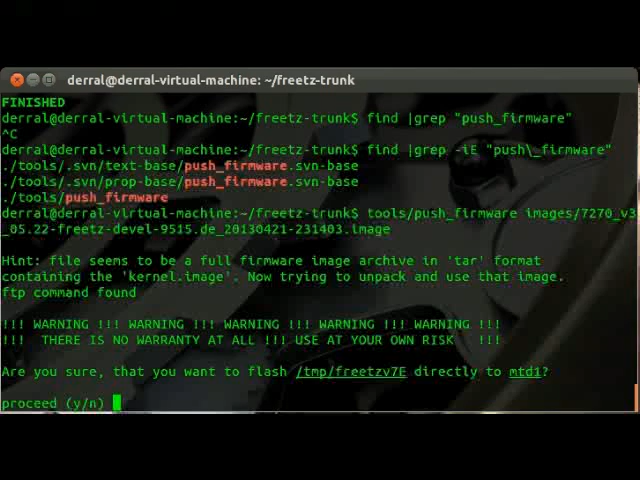 derral@derral-virtual-machine: ~/freetz-trunk
FINISHED
derral@derral-virtual-machine:~/freetz-trunk$ find |grep "push_firmware"
^C
derral@derral-virtual-machine:~/freetz-trunk$ find |grep -iE "push\_firmware"
./tools/.svn/text-base/push_firmware.svn-base
./tools/.svn/prop-base/push_firmware.svn-base
./tools/push_firmware
derral@derral-virtual-machine:~/freetz-trunk$ tools/push_firmware images/7270_v3
_05.22-freetz-devel-9515.de_20130421-231403.image
Hint: file seems to be a full firmware image archive in 'tar' format
containing the 'kernel.image'. Now trying to unpack and use that image.
ftp command found
!!! WARNING !!! WARNING !!! WARNING !!! WARNING !!! WARNING !!!
!!! THERE IS NO WARRANTY AT ALL !!! USE AT YOUR OWN RISK !!!
Are you sure, that you want to flash /tmp/freetzv7E directly to mtd1?
proceed (y/n)